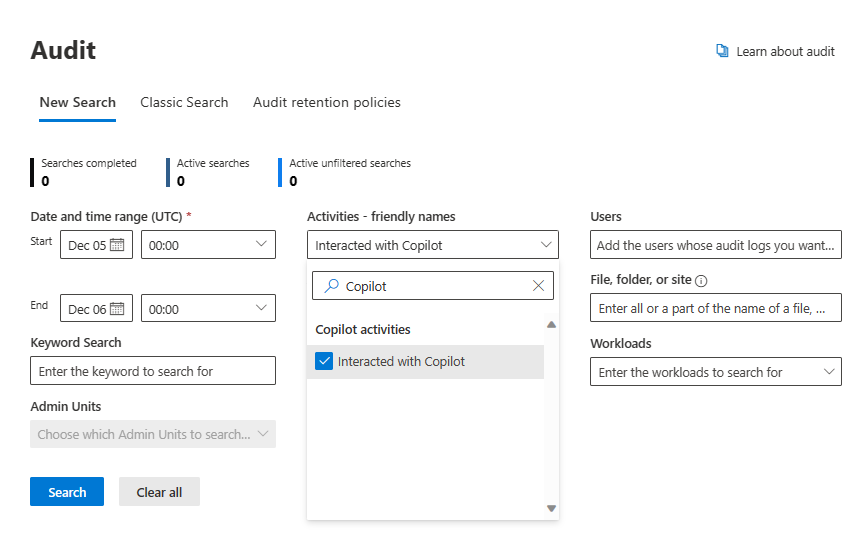 Audit
Learn about audit
New Search
Classic Search
Audit retention policies
Searches completed
0
Active searches
0
Active unfiltered searches
0
Date and time range (UTC) *
Start
Dec 05
00:00
End
Dec 06
00:00
Keyword Search
Enter the keyword to search for
Admin Units
Choose which Admin Units to search...
Search
Clear all
Activities - friendly names
Interacted with Copilot
Copilot
Copilot activities
Interacted with Copilot
Users
Add the users whose audit logs you want...
File, folder, or site
Enter all or a part of the name of a file, ...
Workloads
Enter the workloads to search for